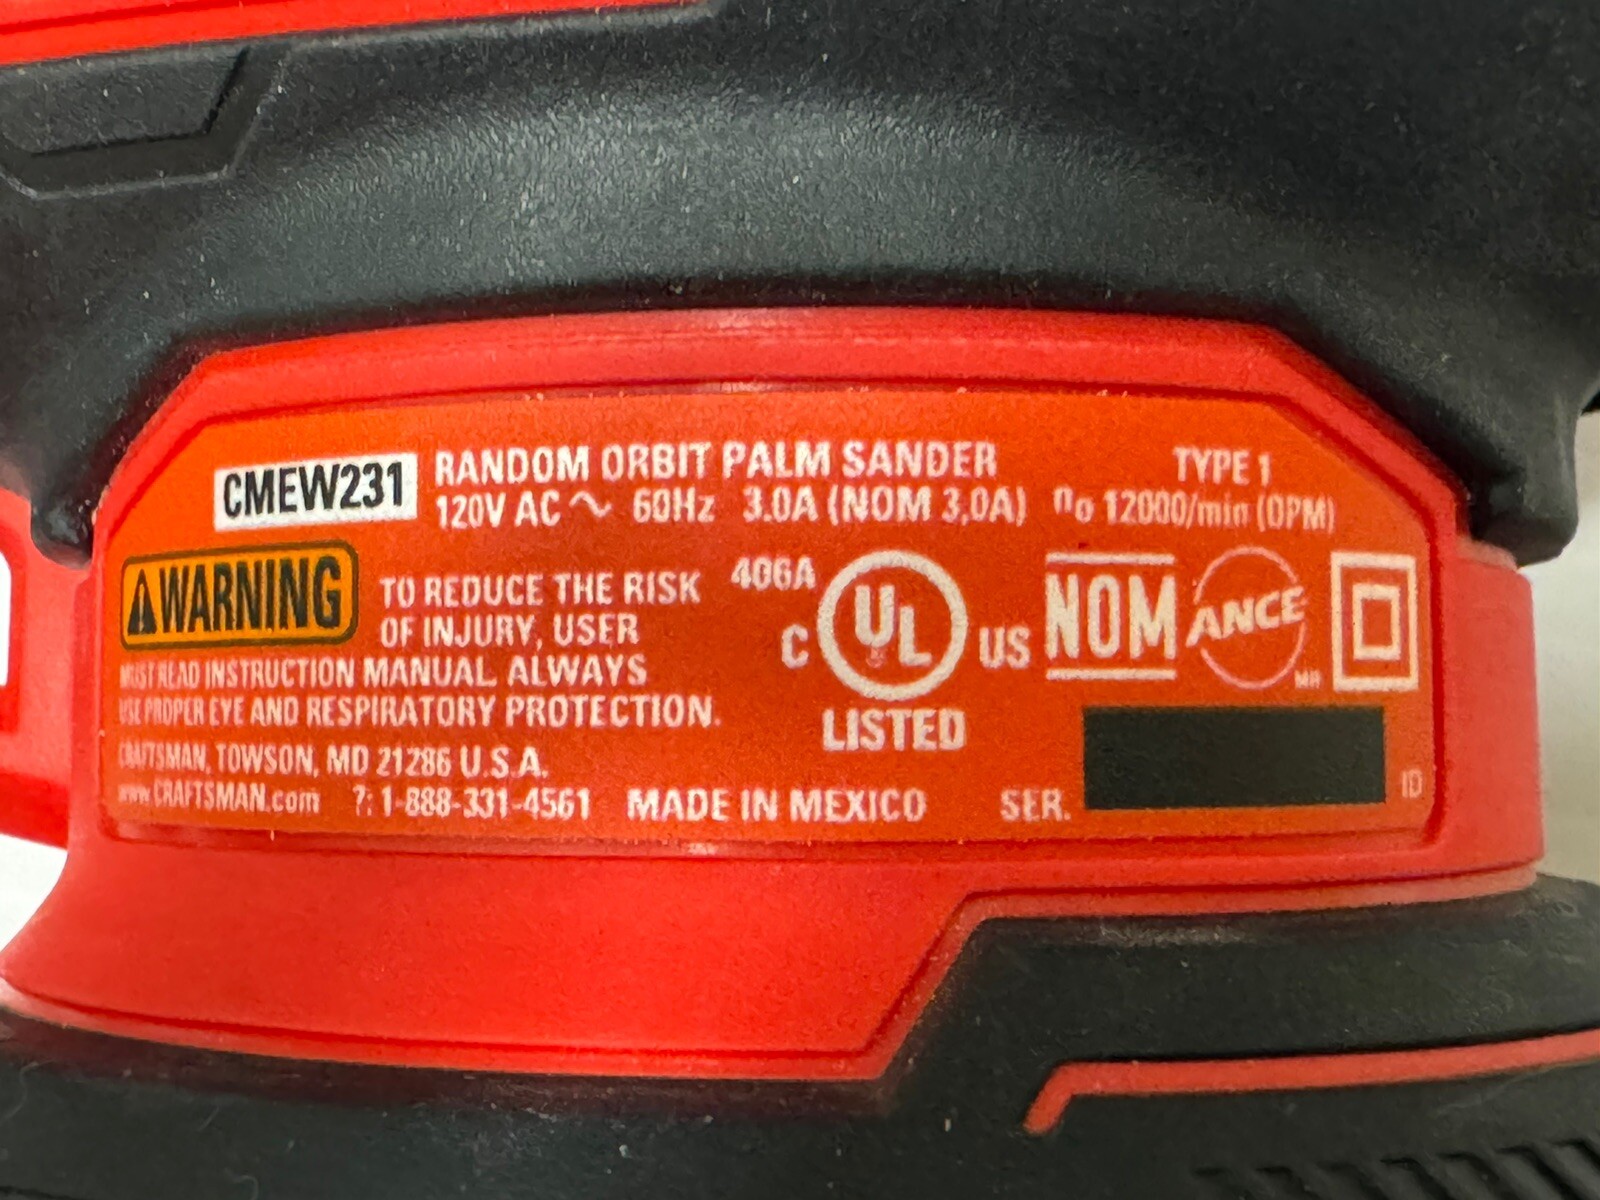 CMEW231 RANDOM ORBIT PALM SANDER TYPE 1
120V AC ~ 60Hz 3.0A (NOM 3,0A) no 12000/min (OPM)
WARNING TO REDUCE THE RISK
OF INJURY, USER
MUST READ INSTRUCTION MANUAL. ALWAYS
USE PROPER EYE AND RESPIRATORY PROTECTION.
CRAFTSMAN, TOWSON, MD 21286 U.S.A.
www.CRAFTSMAN.com ?: 1-888-331-4561 MADE IN MEXICO SER. ID
406A
C UL US
LISTED
NOM
ANCE
MR